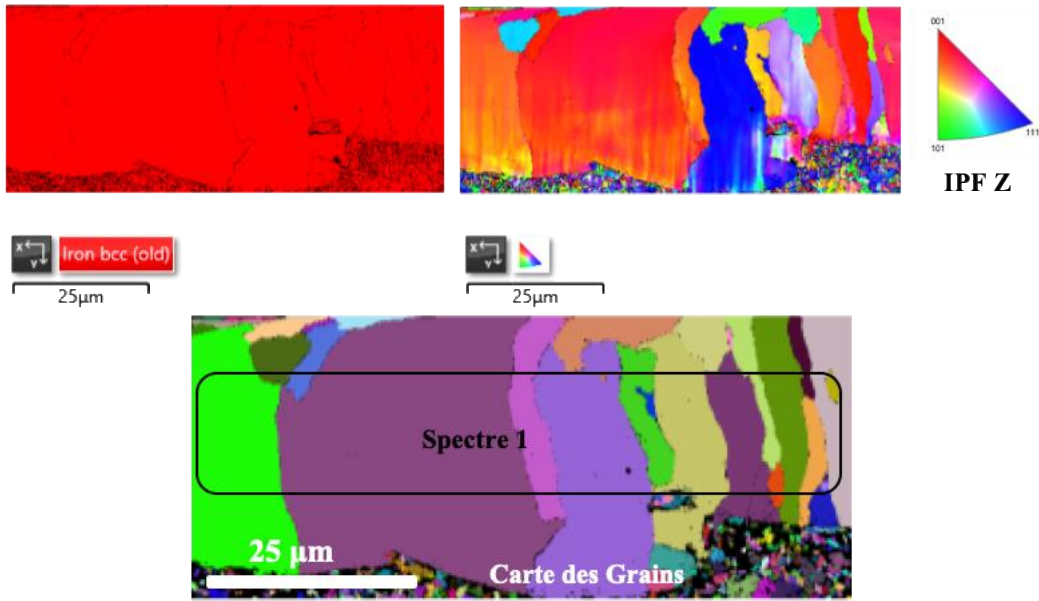 001
101
111
IPF Z
X
Y
Iron bcc (old)
25µm
X
Y
25µm
Spectre 1
25 µm
Carte des Grains